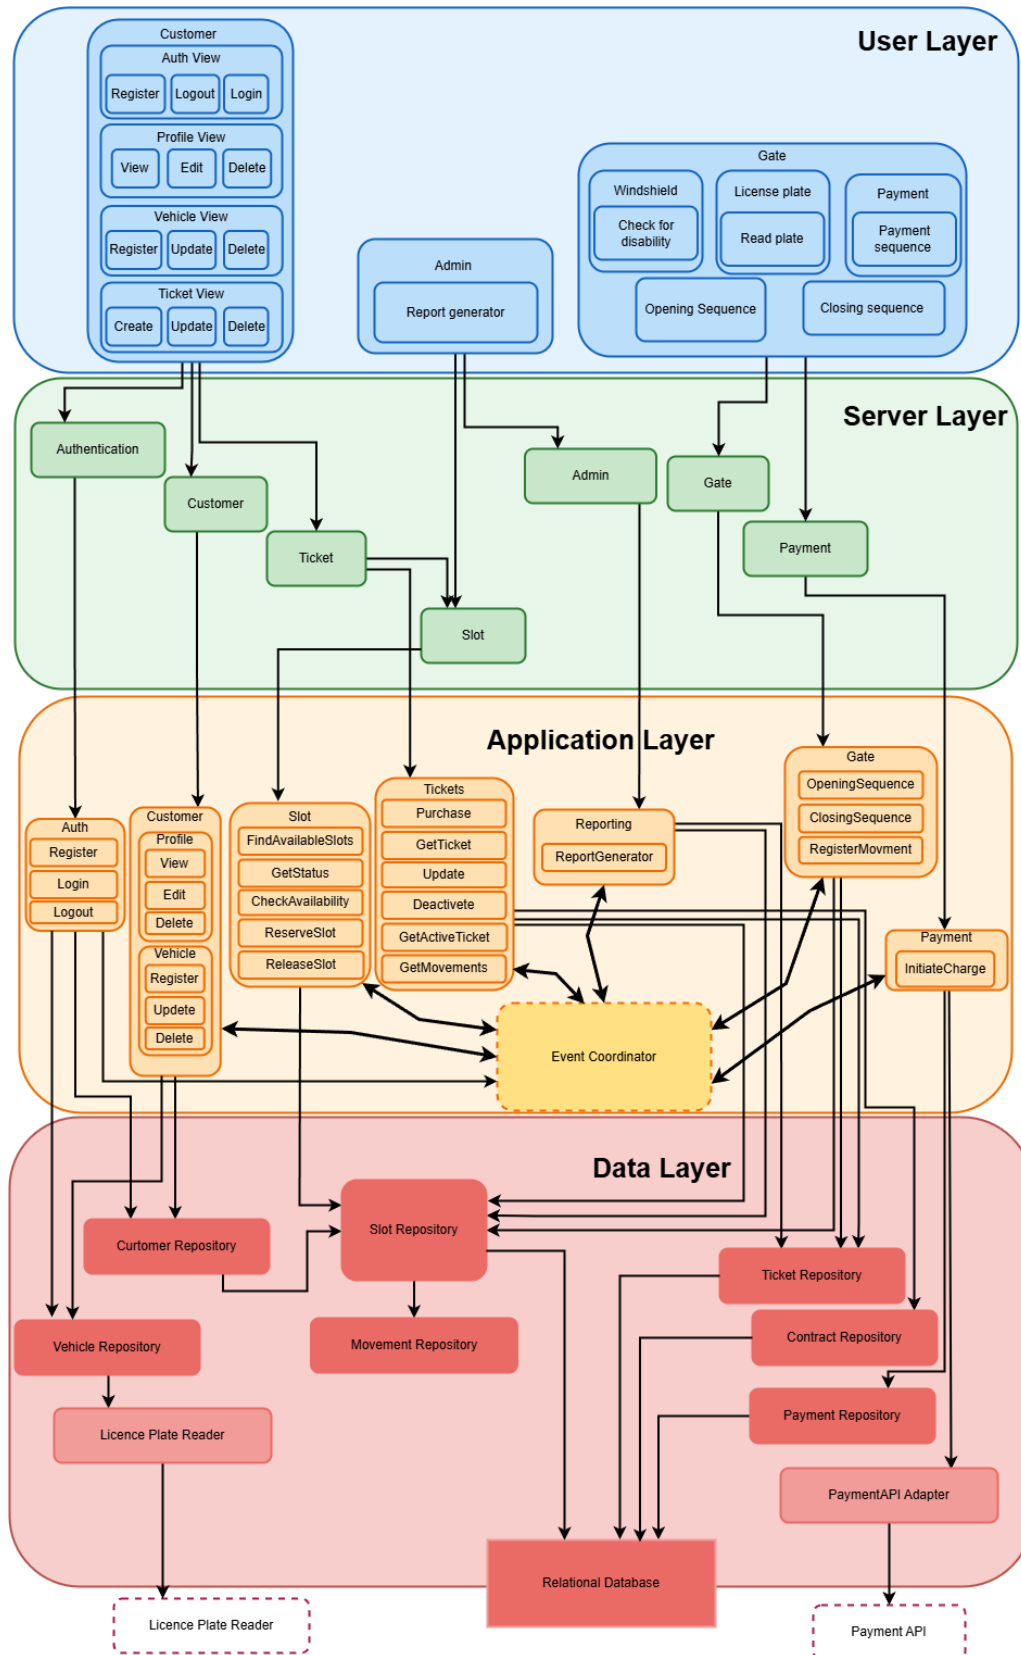 User Layer
Customer
Auth View
Register
Logout
Login
Profile View
View
Edit
Delete
Vehicle View
Register
Update
Delete
Ticket View
Create
Update
Delete
Admin
Report generator
Gate
Windshield
Check for
disability
License plate
Read plate
Payment
Payment
sequence
Opening Sequence
Closing sequence
Server Layer
Authentication
Customer
Ticket
Slot
Admin
Gate
Payment
Application Layer
Auth
Register
Login
Logout
Customer
Profile
View
Edit
Delete
Vehicle
Register
Updete
Delete
Slot
FindAvailableSlots
GetStatus
CheckAvailability
ReserveSlot
ReleaseSlot
Tickets
Purchase
GetTicket
Update
Deactivete
GetActiveTicket
GetMovements
Reporting
ReportGenerator
Gate
OpeningSequence
ClosingSequence
RegisterMovment
Payment
InitiateCharge
Event Coordinator
Data Layer
Curtomer Repository
Slot Repository
Vehicle Repository
Movement Repository
Ticket Repository
Contract Repository
Payment Repository
Licence Plate Reader
PaymentAPI Adapter
Relational Database
Licence Plate Reader
Payment API